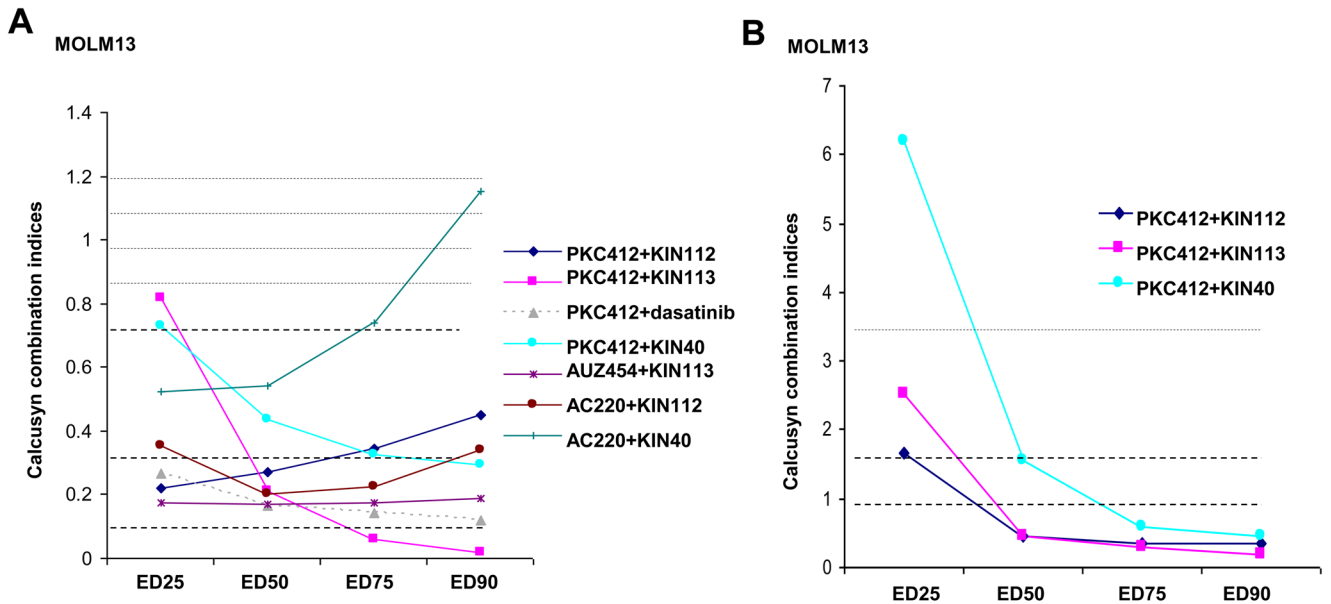 A
MOLM13
Calcusyn combination indices
1.4
1.2
1
0.8
0.6
0.4
0.2
0
ED25 ED50 ED75 ED90
PKC412+KIN112
PKC412+KIN113
PKC412+dasatinib
PKC412+KIN40
AUZ454+KIN113
AC220+KIN112
AC220+KIN40
B
MOLM13
Calcusyn combination indices
7
6
5
4
3
2
1
0
ED25 ED50 ED75 ED90
PKC412+KIN112
PKC412+KIN113
PKC412+KIN40